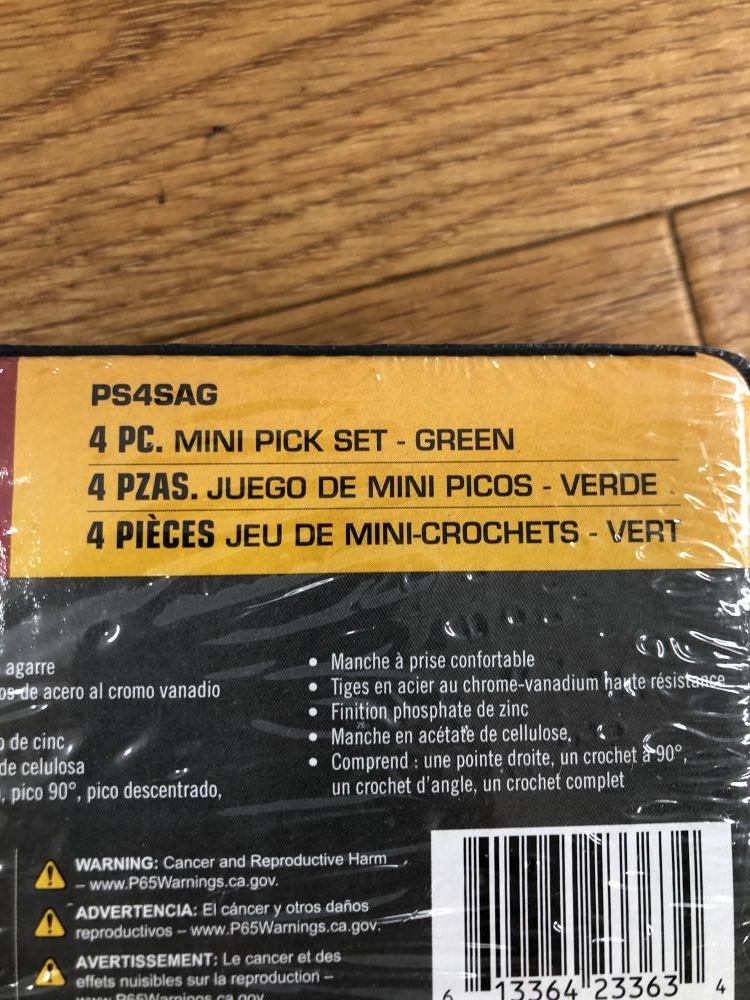 PS4SAG
4 PC. MINI PICK SET - GREEN
4 PZAS. JUEGO DE MINI PICOS - VERDE
4 PIÈCES JEU DE MINI-CROCHETS - VERT
agarre
os de acero al cromo vanadio
o de cinc,
de celulosa
, pico 90°, pico descentrado,
• Manche à prise confortable
• Tiges en acier au chrome-vanadium haute résistance
• Finition phosphate de zinc
• Manche en acétate de cellulose,
• Comprend : une pointe droite, un crochet à 90°,
un crochet d'angle, un crochet complet
WARNING: Cancer and Reproductive Harm
– www.P65Warnings.ca.gov.
ADVERTENCIA: El cáncer y otros daños
reproductivos – www.P65Warnings.ca.gov.
AVERTISSEMENT: Le cancer et des
effets nuisibles sur la reproduction –
www.P65Warnings.ca.gov.
6 13364 23363 4